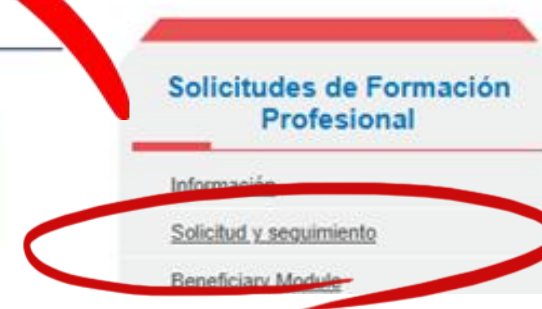 Solicitudes de Formación
Profesional
Información
Solicitud y seguimiento
Beneficiary Module